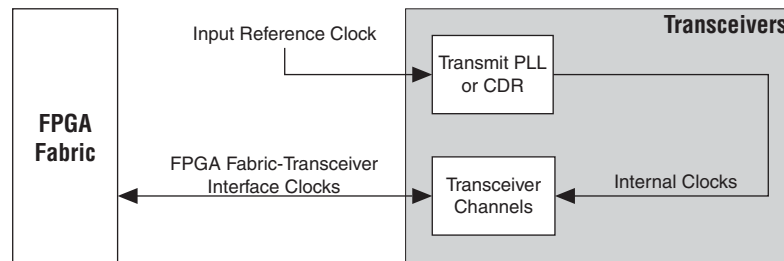 Transceivers
Input Reference Clock
Transmit PLL
or CDR
FPGA
Fabric
FPGA Fabric-Transceiver
Interface Clocks
Transceiver
Channels
Internal Clocks